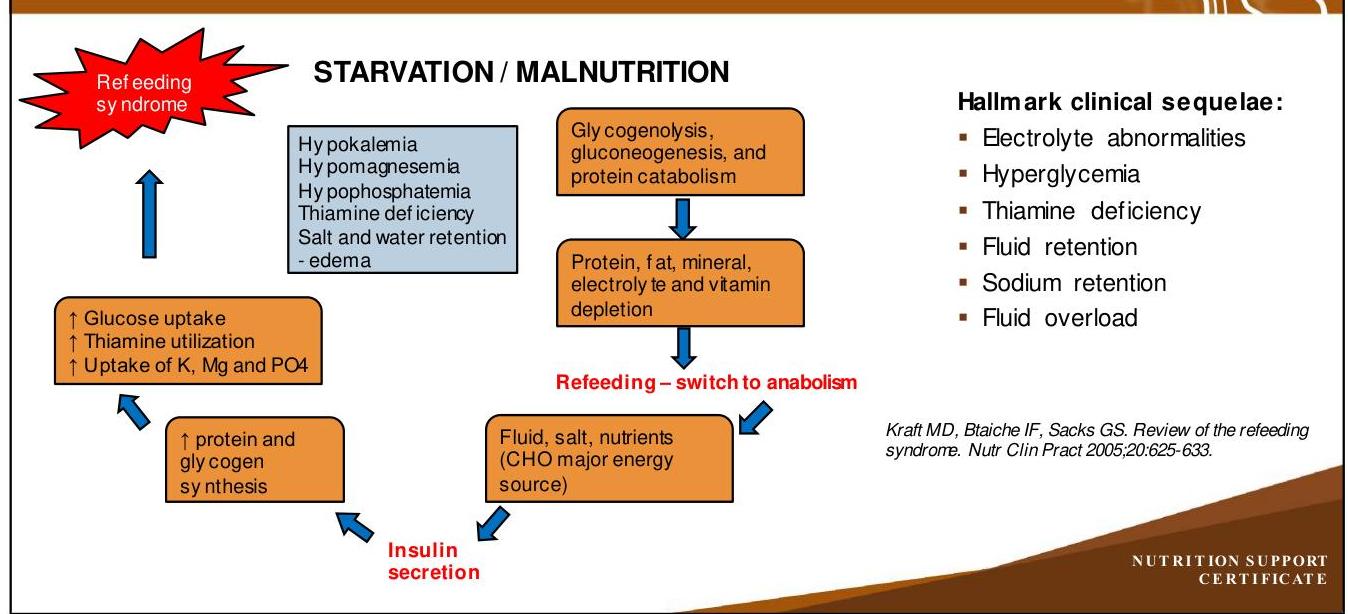 Refeeding
syndrome
STARVATION / MALNUTRITION
Hypokalemia
Hypomagnesemia
Hypophosphatemia
Thiamine deficiency
Salt and water retention
- edema
Glycogenolysis,
gluconeogenesis, and
protein catabolism
Protein, fat, mineral,
electrolyte and vitamin
depletion
Refeeding – switch to anabolism
Fluid, salt, nutrients
(CHO major energy
source)
Insulin
secretion
↑ protein and
glycogen
synthesis
↑ Glucose uptake
↑ Thiamine utilization
↑ Uptake of K, Mg and PO4
Hallmark clinical sequelae:
▪ Electrolyte abnormalities
▪ Hyperglycemia
▪ Thiamine deficiency
▪ Fluid retention
▪ Sodium retention
▪ Fluid overload
Kraft MD, Btaiche IF, Sacks GS. Review of the refeeding
syndrome. Nutr Clin Pract 2005;20:625-633.
NUTRITION SUPPORT
CERTIFICATE